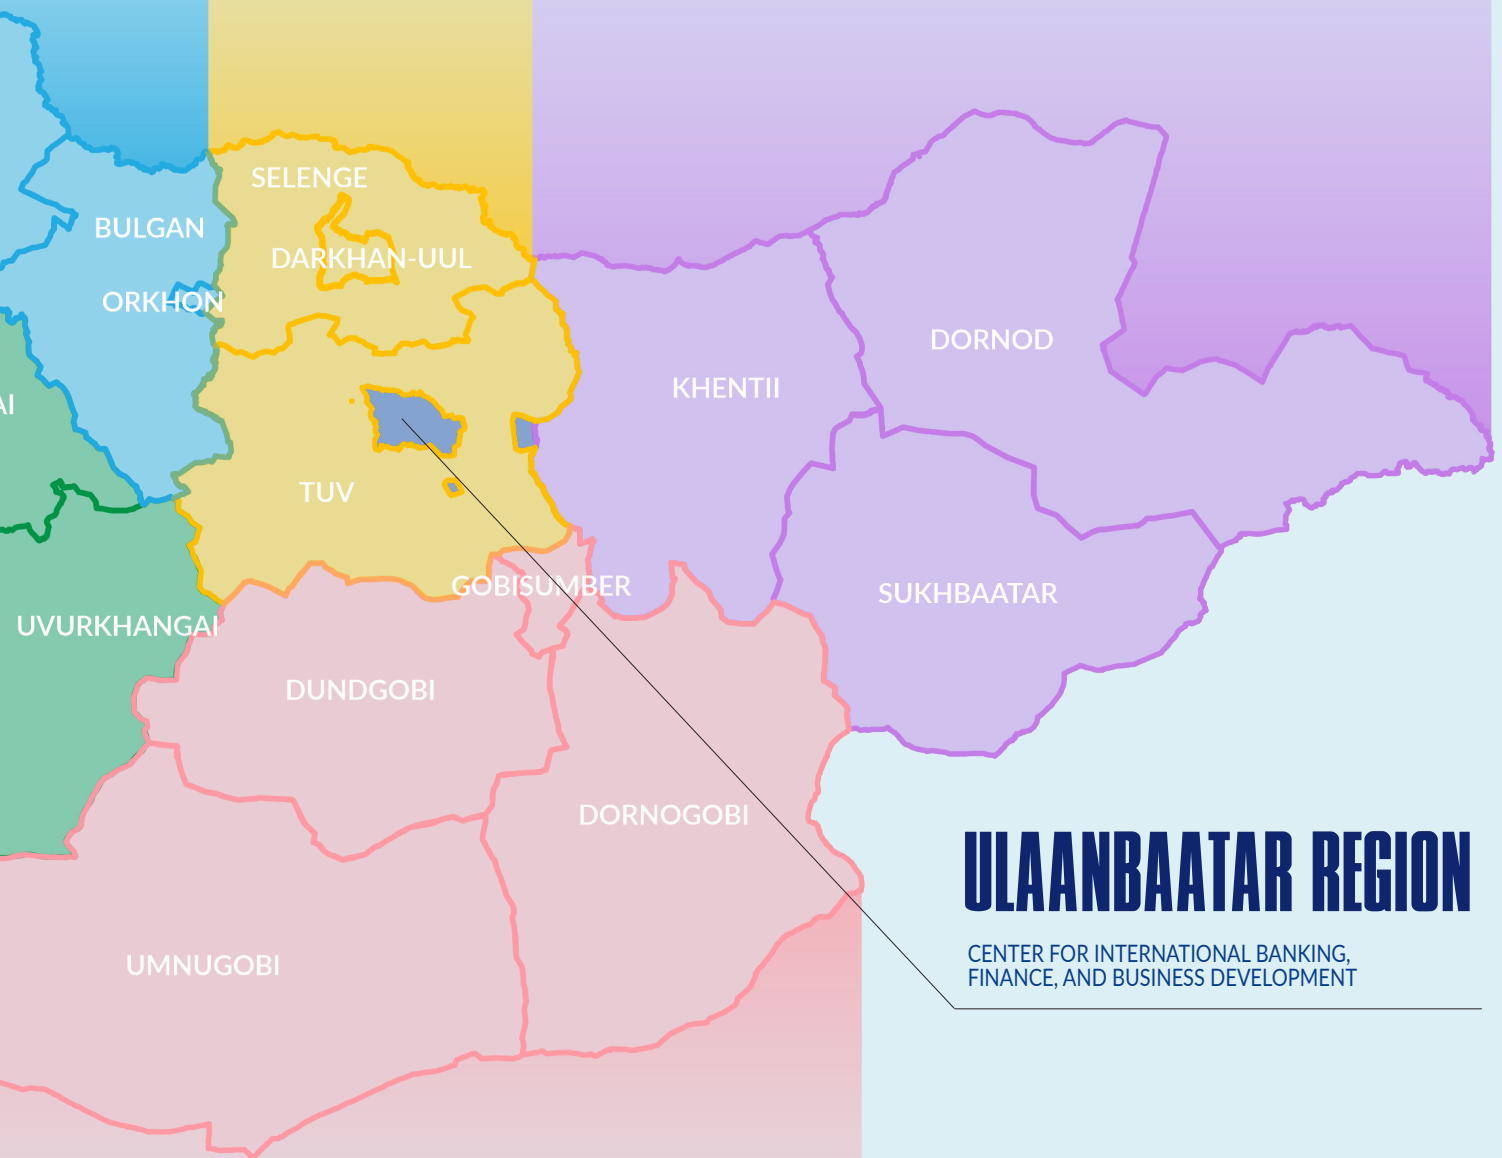 SELENGE
BULGAN
DARKHAN-UUL
ORKHON
DORNOD
KHENTII
AI
TUV
GOBISUMBER
SUKHBAATAR
UVURKHANGAI
DUNDGOBI
DORNOGOBI
ULAANBAATAR REGION
CENTER FOR INTERNATIONAL BANKING,
FINANCE, AND BUSINESS DEVELOPMENT
UMNUGOBI